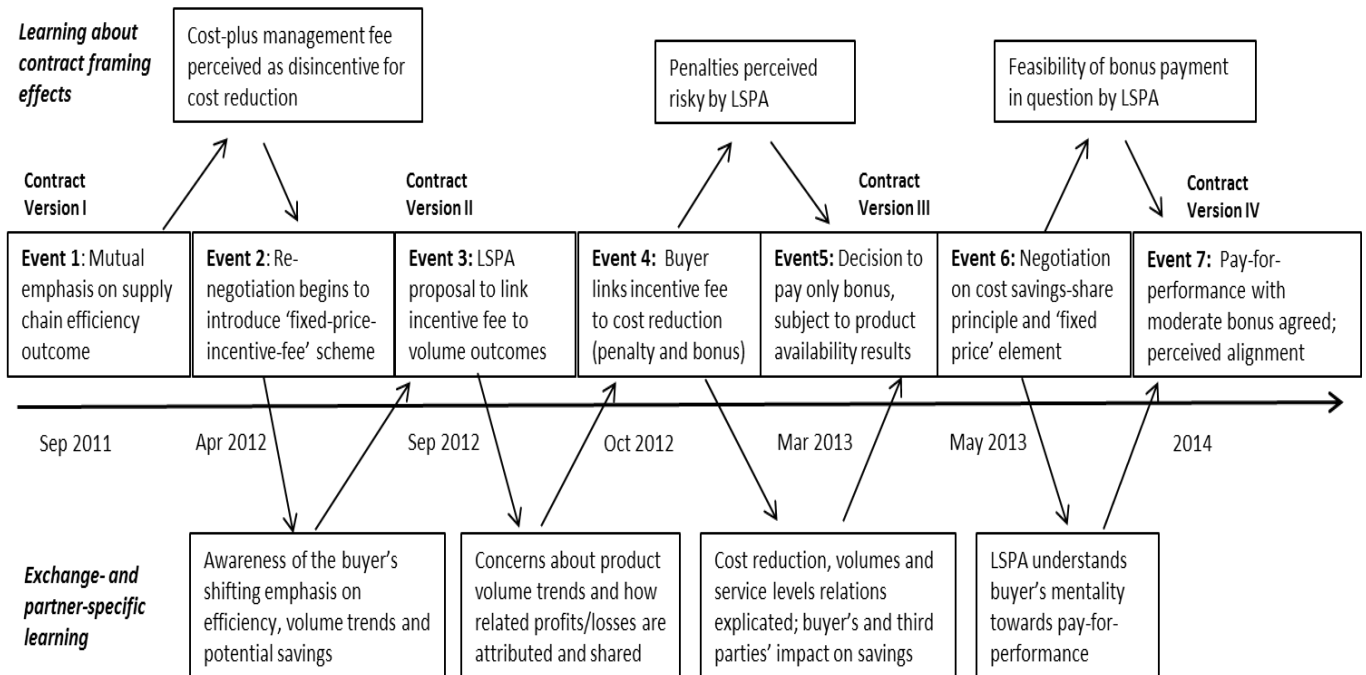 Learning about
contract framing
effects
Cost-plus management fee
perceived as disincentive for
cost reduction
Penalties perceived
risky by LSPA
Feasibility of bonus payment
in question by LSPA
Contract
Version I
Contract
Version II
Contract
Version III
Contract
Version IV
Event 1: Mutual
emphasis on supply
chain efficiency
outcome
Event 2: Re-
negotiation begins to
introduce ‘fixed-price-
incentive-fee’ scheme
Event 3: LSPA
proposal to link
incentive fee to
volume outcomes
Event 4: Buyer
links incentive fee
to cost reduction
(penalty and bonus)
Event5: Decision to
pay only bonus,
subject to product
availability results
Event 6: Negotiation
on cost savings-share
principle and ‘fixed
price’ element
Event 7: Pay-for-
performance with
moderate bonus agreed;
perceived alignment
Sep 2011
Apr 2012
Sep 2012
Oct 2012
Mar 2013
May 2013
2014
Exchange- and
partner-specific
learning
Awareness of the buyer’s
shifting emphasis on
efficiency, volume trends and
potential savings
Concerns about product
volume trends and how
related profits/losses are
attributed and shared
Cost reduction, volumes and
service levels relations
explicated; buyer’s and third
parties’ impact on savings
LSPA understands
buyer’s mentality
towards pay-for-
performance